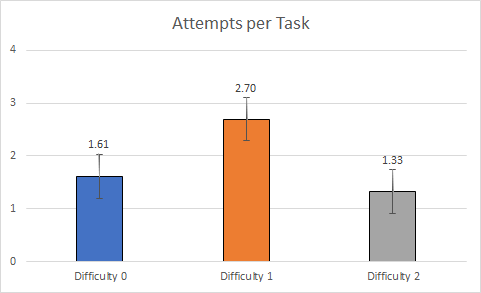 Attempts per Task
4
3
2
1
0
1.61
2.70
1.33
Difficulty 0
Difficulty 1
Difficulty 2